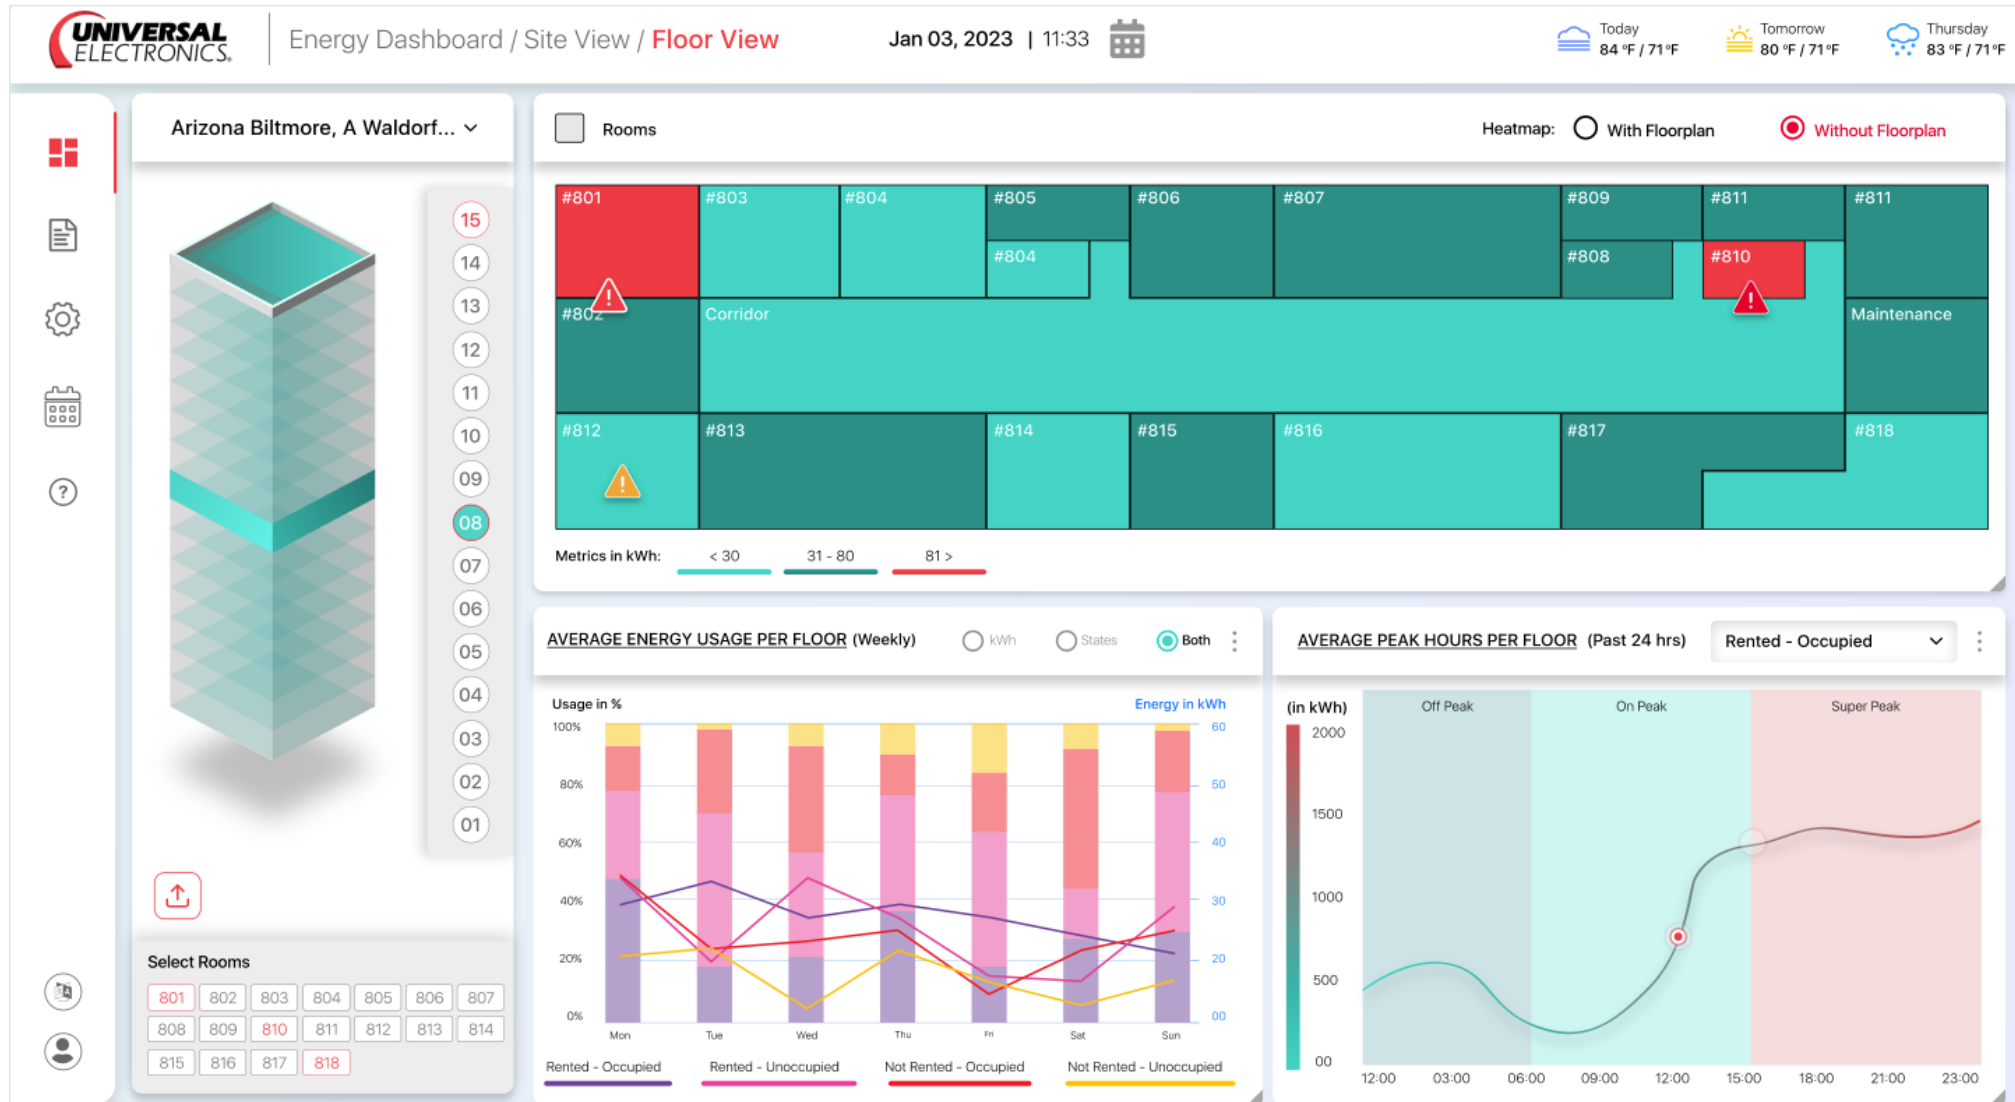 UNIVERSAL
ELECTRONICS.
Energy Dashboard / Site View / Floor View
Jan 03, 2023 | 11:33
Today
84 °F / 71 °F
Tomorrow
80 °F / 71 °F
Thursday
83 °F / 71 °F
Arizona Biltmore, A Waldorf...
15
14
13
12
11
10
09
08
07
06
05
04
03
02
01
Select Rooms
801 802 803 804 805 806 807
808 809 810 811 812 813 814
815 816 817 818
Rooms
Heatmap: With Floorplan Without Floorplan
#801 #803 #804 #805 #806 #807 #809 #811 #811
#804 #808 #810
#802 Corridor Maintenance
#812 #813 #814 #815 #816 #817 #818
Metrics in kWh: < 30 31 - 80 81 >
AVERAGE ENERGY USAGE PER FLOOR (Weekly) kWh States Both
Usage in % Energy in kWh
100% 60
80% 50
60% 40
40% 30
20% 20
0% 00
Mon Tue Wed Thu Fri Sat Sun
Rented - Occupied Rented - Unoccupied Not Rented - Occupied Not Rented - Unoccupied
AVERAGE PEAK HOURS PER FLOOR (Past 24 hrs) Rented - Occupied
(in kWh) Off Peak On Peak Super Peak
2000
1500
1000
500
00
12:00 03:00 06:00 09:00 12:00 15:00 18:00 21:00 23:00